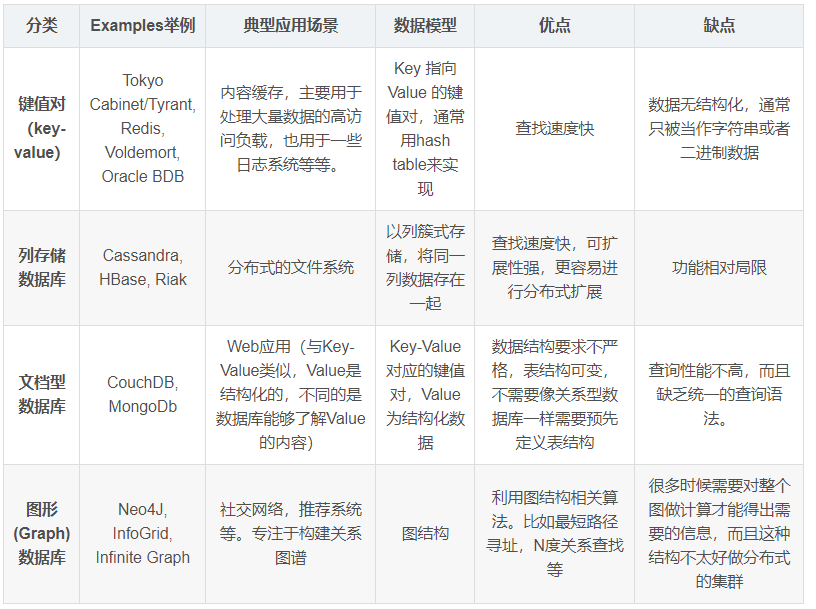 分类
Examples举例
典型应用场景
数据模型
优点
缺点
键值对
（key-
value）
Tokyo
Cabinet/Tyrant,
Redis,
Voldemort,
Oracle BDB
内容缓存，主要用于
处理大量数据的高访
问负载，也用于一些
日志系统等等。
Key 指向
Value 的键
值对，通常
用hash
table来实
现
查找速度快
数据无结构化，通常
只被当作字符串或者
二进制数据
列存储
数据库
Cassandra,
HBase, Riak
分布式的文件系统
以列簇式存
储，将同一
列数据存在
一起
查找速度快，可扩
展性强，更容易进
行分布式扩展
功能相对局限
文档型
数据库
CouchDB,
MongoDb
Web应用（与Key-
Value类似，Value是
结构化的，不同的是
数据库能够了解Value
的内容）
Key-Value
对应的键值
对，Value
为结构化数
据
数据结构要求不严
格，表结构可变，
不需要像关系型数
据库一样需要预先
定义表结构
查询性能不高，而且
缺乏统一的查询语
法。
图形
(Graph)
数据库
Neo4J,
InfoGrid,
Infinite Graph
社交网络，推荐系统
等。专注于构建关系
图谱
图结构
利用图结构相关算
法。比如最短路径
寻址，N度关系查找
等
很多时候需要对整个
图做计算才能得出需
要的信息，而且这种
结构不太好做分布式
的集群